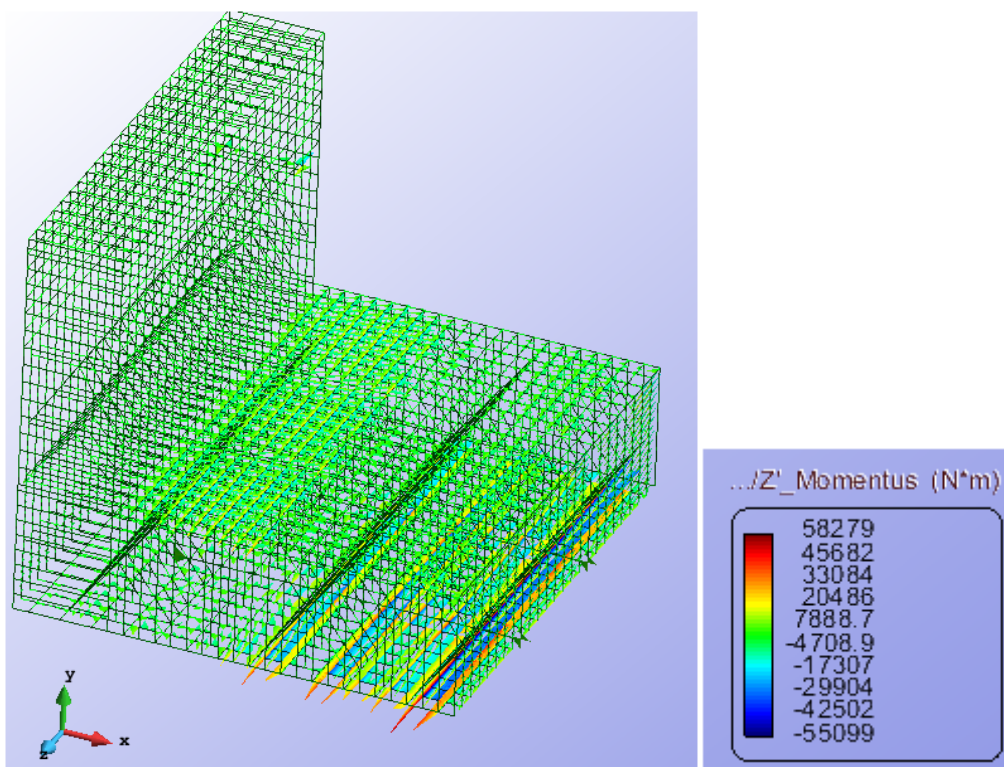 y
x
z
.../Z'_Momentus (N*m)
58279
45682
33084
20486
7888.7
-4708.9
-17307
-29904
-42502
-55099